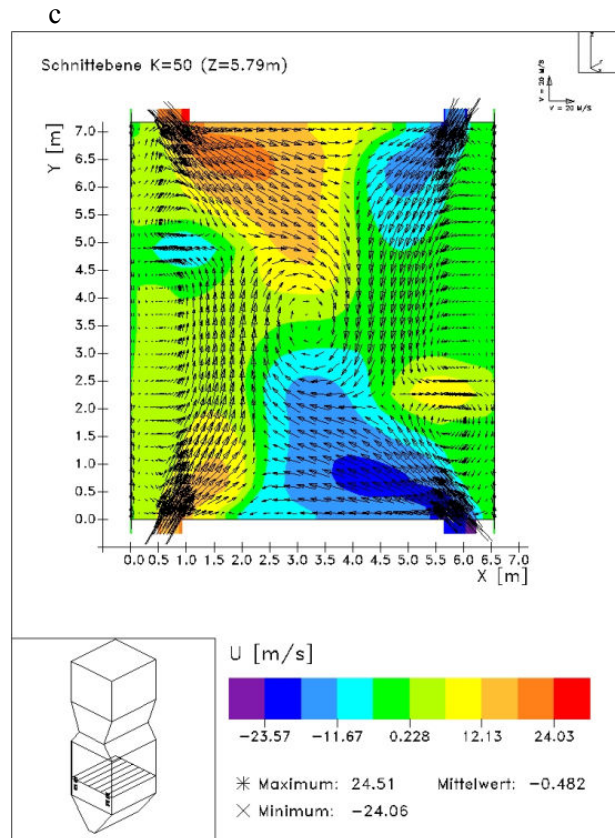 c
Schnittebene K=50 (Z=5.79m)
V = 20 M/S
V = 20 M/S
Y [m]
7.0
6.5
6.0
5.5
5.0
4.5
4.0
3.5
3.0
2.5
2.0
1.5
1.0
0.5
0.0
0.0 0.5 1.0 1.5 2.0 2.5 3.0 3.5 4.0 4.5 5.0 5.5 6.0 6.5 7.0
X [m]
U [m/s]
-23.57 -11.67 0.228 12.13 24.03
Maximum: 24.51 Mittelwert: -0.482
Minimum: -24.06